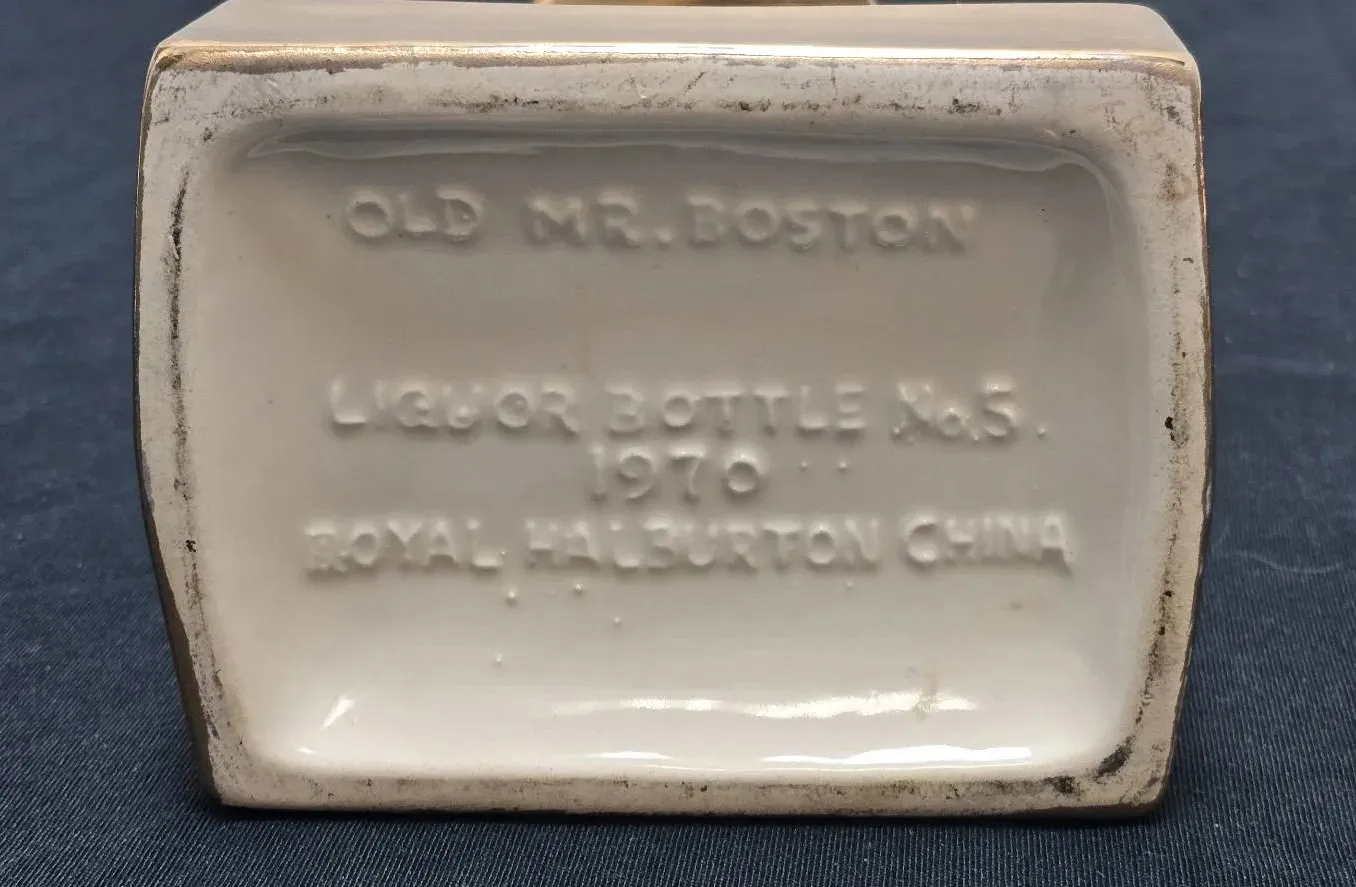 OLD MR. BOSTON
LIQUOR BOTTLE No.5.
1970
ROYAL HALBURTON CHINA